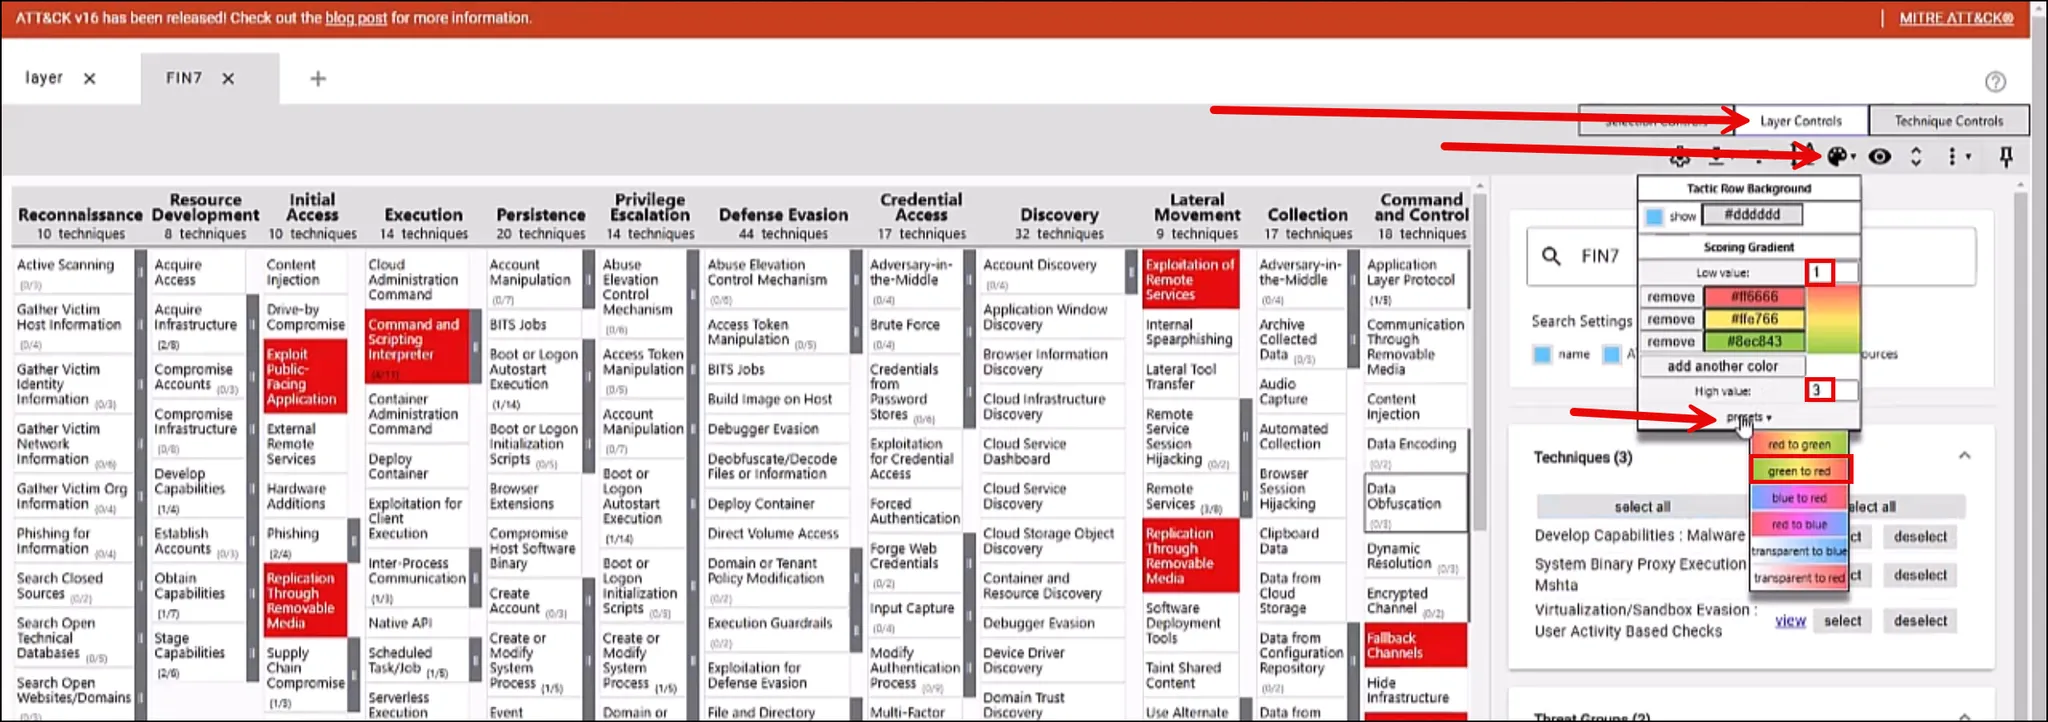 ATT&CK v16 has been released! Check out the blog post for more information.
MITRE ATT&CK®
layer ✕
FIN7 ✕
+
?
Layer Controls
Technique Controls
Reconnaissance
10 techniques
Active Scanning
(0/3)
Gather Victim
Host Information
(0/4)
Gather Victim
Identity
Information (0/3)
Gather Victim
Network
Information (0/6)
Gather Victim Org
Information (0/4)
Phishing for
Information (0/4)
Search Closed
Sources (0/2)
Search Open
Technical
Databases (0/5)
Search Open
Websites/Domains
(0/3)
Resource
Development
8 techniques
Acquire
Access
Acquire
Infrastructure
(2/8)
Compromise
Accounts (0/3)
Compromise
Infrastructure
(0/8)
Develop
Capabilities
(1/4)
Establish
Accounts (0/3)
Obtain
Capabilities
(1/7)
Stage
Capabilities
(2/6)
Initial
Access
10 techniques
Content
Injection
Drive-by
Compromise
Exploit
Public-
Facing
Application
External
Remote
Services
Hardware
Additions
Phishing
(2/4)
Replication
Through
Removable
Media
Supply
Chain
Compromise
(1/3)
Execution
14 techniques
Cloud
Administration
Command
Command and
Scripting
Interpreter
Container
Administration
Command
Deploy
Container
Exploitation for
Client
Execution
Inter-Process
Communication
(1/3)
Native API
Scheduled
Task/Job (1/5)
Serverless
Execution
Persistence
20 techniques
Account
Manipulation
(0/7)
BITS Jobs
Boot or Logon
Autostart
Execution
(1/14)
Boot or Logon
Initialization
Scripts (0/5)
Browser
Extensions
Compromise
Host Software
Binary
Create
Account (0/3)
Create or
Modify
System
Process (1/5)
Event
Privilege
Escalation
14 techniques
Abuse
Elevation
Control
Mechanism
(0/6)
Access Token
Manipulation
(0/5)
Account
Manipulation
(0/7)
Boot or
Logon
Autostart
Execution
(1/14)
Boot or
Logon
Initialization
Scripts (0/5)
Create or
Modify
System
Process (1/5)
Domain or
Defense Evasion
44 techniques
Abuse Elevation
Control Mechanism
(0/6)
Access Token
Manipulation (0/5)
BITS Jobs
Build Image on Host
Debugger Evasion
Deobfuscate/Decode
Files or Information
Deploy Container
Direct Volume Access
Domain or Tenant
Policy Modification
(0/2)
Execution Guardrails
(0/2)
Exploitation for
Defense Evasion
File and Directory
Credential
Access
17 techniques
Adversary-in-
the-Middle
(0/4)
Brute Force
(0/4)
Credentials
from
Password
Stores (0/6)
Exploitation
for Credential
Access
Forced
Authentication
Forge Web
Credentials
(0/2)
Input Capture
(0/4)
Modify
Authentication
Process (0/9)
Multi-Factor
Discovery
32 techniques
Account Discovery
(0/4)
Application Window
Discovery
Browser Information
Discovery
Cloud Infrastructure
Discovery
Cloud Service
Dashboard
Cloud Service
Discovery
Cloud Storage Object
Discovery
Container and
Resource Discovery
Debugger Evasion
Device Driver
Discovery
Domain Trust
Discovery
Lateral
Movement
9 techniques
Exploitation of
Remote
Services
Internal
Spearphishing
Lateral Tool
Transfer
Remote
Service
Session
Hijacking (0/2)
Remote
Services (3/8)
Replication
Through
Removable
Media
Software
Deployment
Tools
Taint Shared
Content
Use Alternate
Collection
17 techniques
Adversary-in-
the-Middle
(0/4)
Archive
Collected
Data (0/3)
Audio
Capture
Automated
Collection
Browser
Session
Hijacking
Clipboard
Data
Data from
Cloud
Storage
Data from
Configuration
Repository
(0/2)
Data from
Command
and Control
18 techniques
Application
Layer Protocol
(1/5)
Communication
Through
Removable
Media
Content
Injection
Data Encoding
(0/2)
Data
Obfuscation
(0/3)
Dynamic
Resolution (0/3)
Encrypted
Channel (0/2)
Fallback
Channels
Hide
Infrastructure
Tactic Row Background
show #dddddd
Scoring Gradient
Low value: 1
remove #ff6666
remove #ffe766
remove #8ec843
add another color
High value: 3
red to green
green to red
blue to red
red to blue
transparent to blue
transparent to red
FIN7
Search Settings
name
Techniques (3)
select all
Develop Capabilities : Malware
deselect
System Binary Proxy Execution
Mshta
deselect
Virtualization/Sandbox Evasion :
User Activity Based Checks
view select deselect
Threat Groups (2)